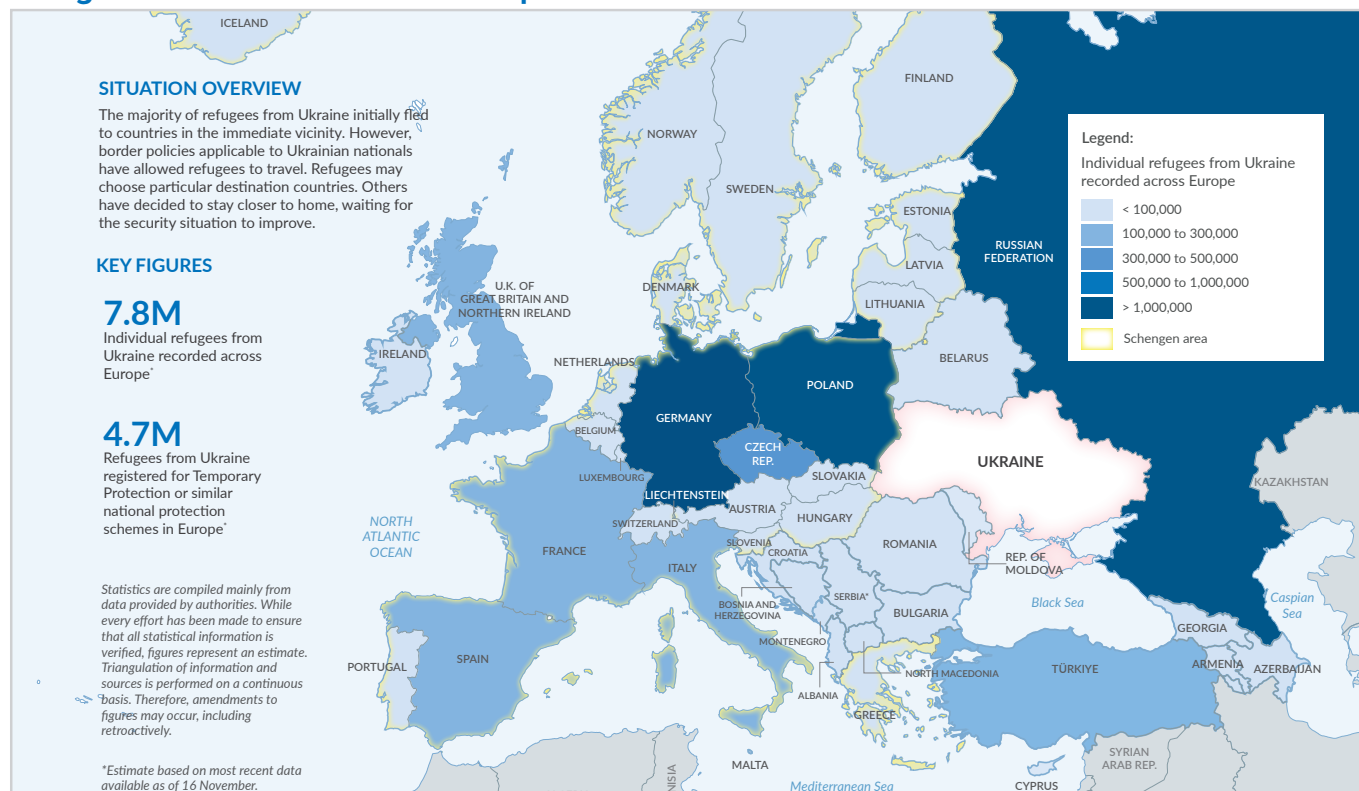 ICELAND
SITUATION OVERVIEW
The majority of refugees from Ukraine initially fled
to countries in the immediate vicinity. However,
border policies applicable to Ukrainian nationals
have allowed refugees to travel. Refugees may
choose particular destination countries. Others
have decided to stay closer to home, waiting for
the security situation to improve.
KEY FIGURES
7.8M
Individual refugees from
Ukraine recorded across
Europe*
4.7M
Refugees from Ukraine
registered for Temporary
Protection or similar
national protection
schemes in Europe*
Statistics are compiled mainly from
data provided by authorities. While
every effort has been made to ensure
that all statistical information is
verified, figures represent an estimate.
Triangulation of information and
sources is performed on a continuous
basis. Therefore, amendments to
figures may occur, including
retroactively.
*Estimate based on most recent data
available as of 16 November.
Legend:
Individual refugees from Ukraine
recorded across Europe
< 100,000
100,000 to 300,000
300,000 to 500,000
500,000 to 1,000,000
> 1,000,000
Schengen area
FINLAND
NORWAY
SWEDEN
ESTONIA
RUSSIAN
FEDERATION
LATVIA
DENMARK
LITHUANIA
U.K. OF
GREAT BRITAIN AND
NORTHERN IRELAND
IRELAND
NETHERLANDS
BELARUS
POLAND
GERMANY
BELGIUM
CZECH
REP.
UKRAINE
LUXEMBOURG
SLOVAKIA
KAZAKHSTAN
LIECHTENSTEIN
AUSTRIA
SWITZERLAND
HUNGARY
NORTH
ATLANTIC
OCEAN
FRANCE
SLOVENIA
CROATIA
ROMANIA
REP. OF
MOLDOVA
ITALY
BOSNIA AND
HERZEGOVINA
SERBIA*
BULGARIA
Black Sea
Caspian
Sea
MONTENEGRO
GEORGIA
PORTUGAL
SPAIN
NORTH MACEDONIA
TÜRKIYE
ARMENIA
AZERBAIJAN
ALBANIA
GREECE
MALTA
SYRIAN
ARAB REP.
Mediterranean Sea
CYPRUS